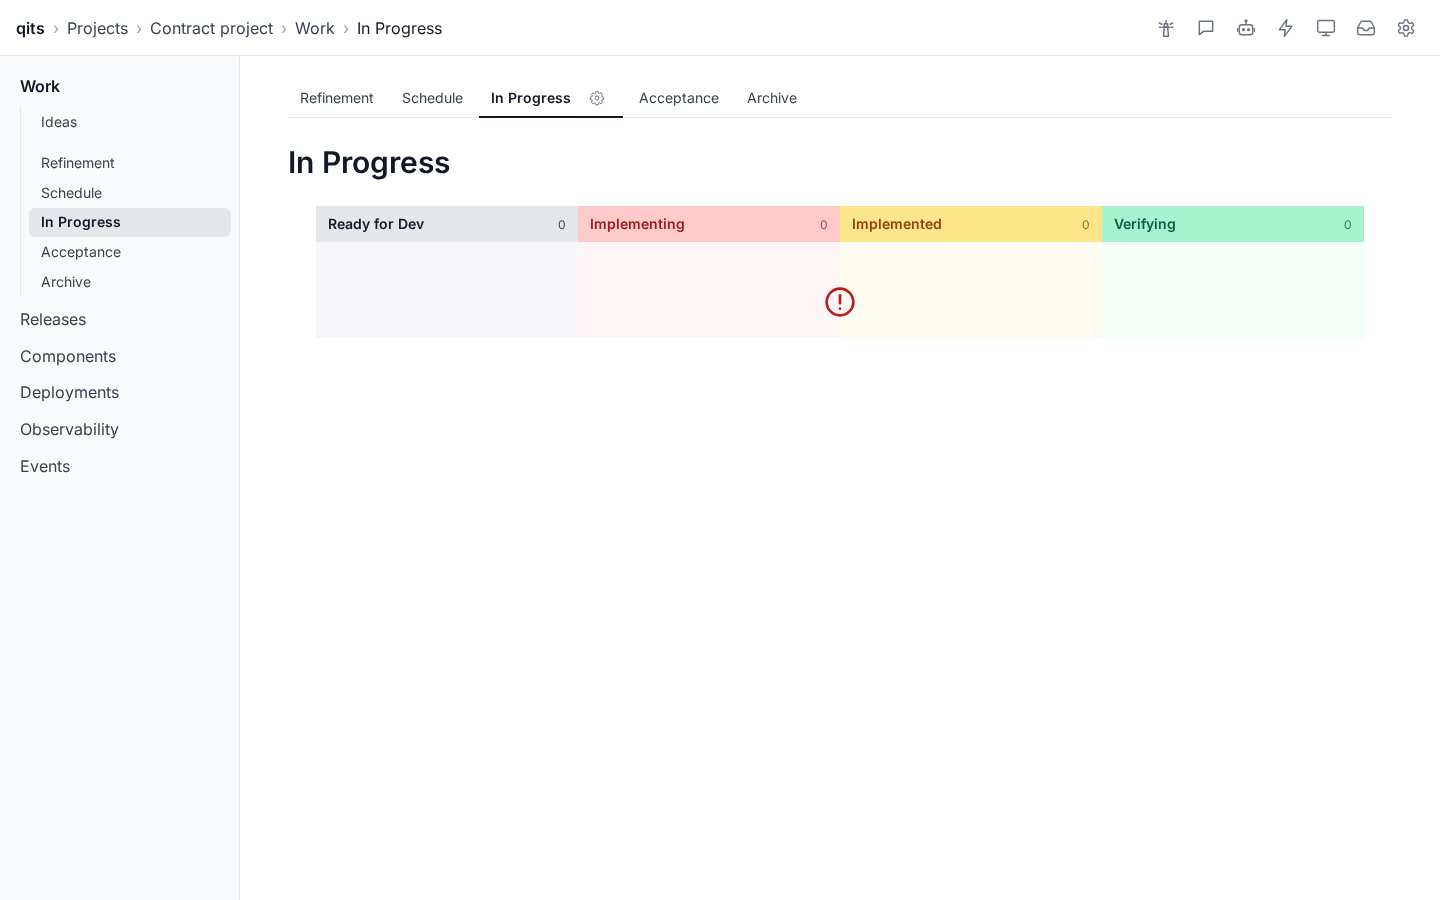 qits › Projects › Contract project › Work › In Progress
Work
Ideas
Refinement
Schedule
In Progress
Acceptance
Archive
Releases
Components
Deployments
Observability
Events
Refinement Schedule In Progress Acceptance Archive
In Progress
Ready for Dev 0 Implementing 0 Implemented 0 Verifying 0